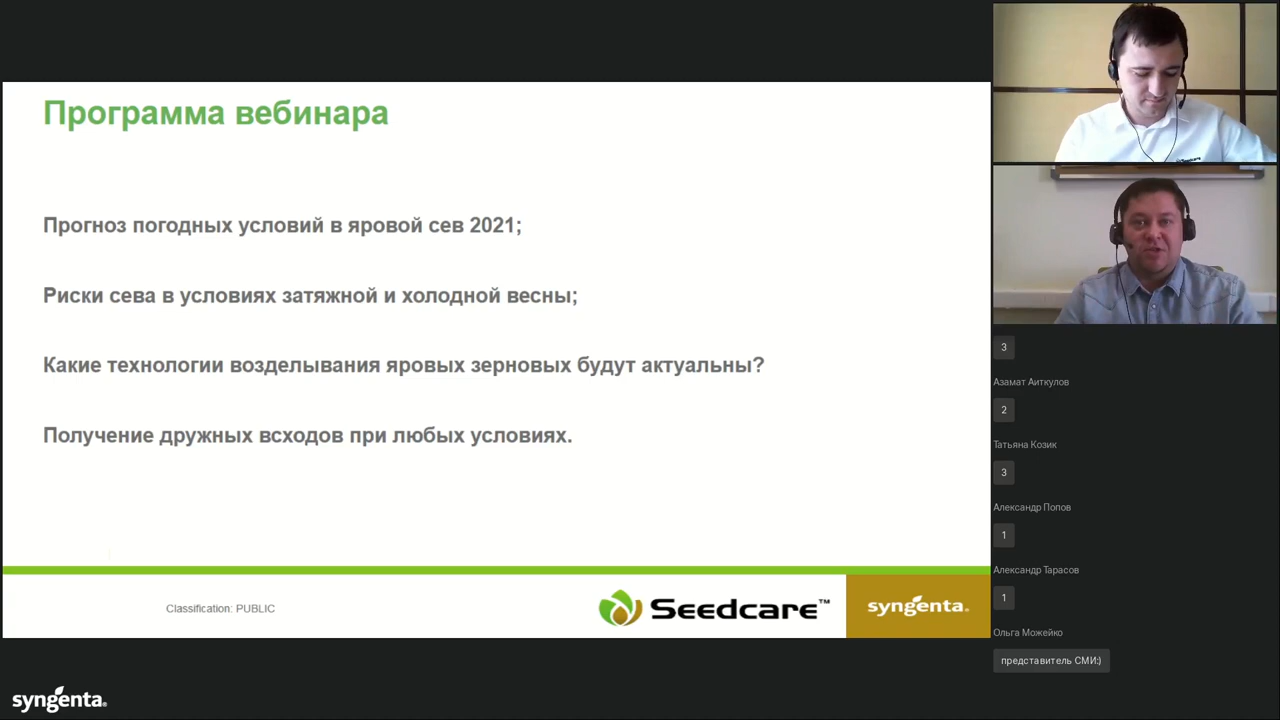 Программа вебинара
Прогноз погодных условий в яровой сев 2021;
Риски сева в условиях затяжной и холодной весны;
Какие технологии возделывания яровых зерновых будут актуальны?
Получение дружных всходов при любых условиях.
Classification: PUBLIC
Seedcare™
syngenta®
syngenta®
Seedcare
3
Азамат Аиткулов
2
Татьяна Козик
3
Александр Попов
1
Александр Тарасов
1
Ольга Можейко
представитель СМИ:)